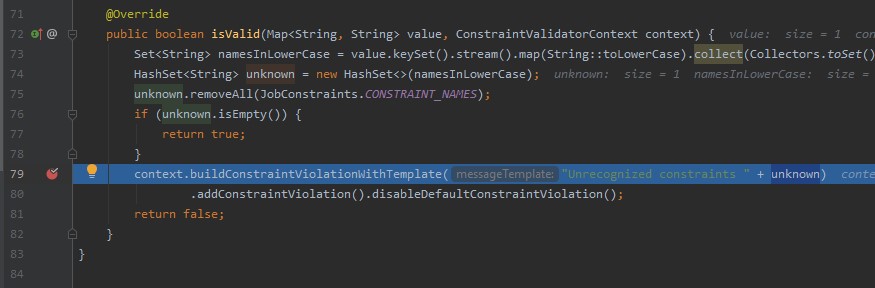 71 @Override
72 @ public boolean isValid(Map<String, String> value, ConstraintValidatorContext context) { value: size = 1 con
73 Set<String> namesInLowerCase = value.keySet().stream().map(String::toLowerCase).collect(Collectors.toSet()
74 HashSet<String> unknown = new HashSet<>(namesInLowerCase); unknown: size = 1 namesInLowerCase: size =
75 unknown.removeAll(JobConstraints.CONSTRAINT_NAMES);
76 if (unknown.isEmpty()) {
77 return true;
78 }
79 context.buildConstraintViolationWithTemplate( messageTemplate: "Unrecognized constraints " + unknown) conte
80 .addConstraintViolation().disableDefaultConstraintViolation();
81 return false;
82 }
83 }
84